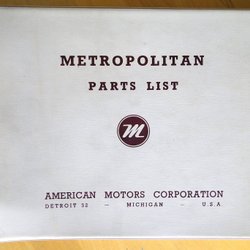 METROPOLITAN
PARTS LIST
M
AMERICAN MOTORS CORPORATION
DETROIT 32 — MICHIGAN — U.S.A.